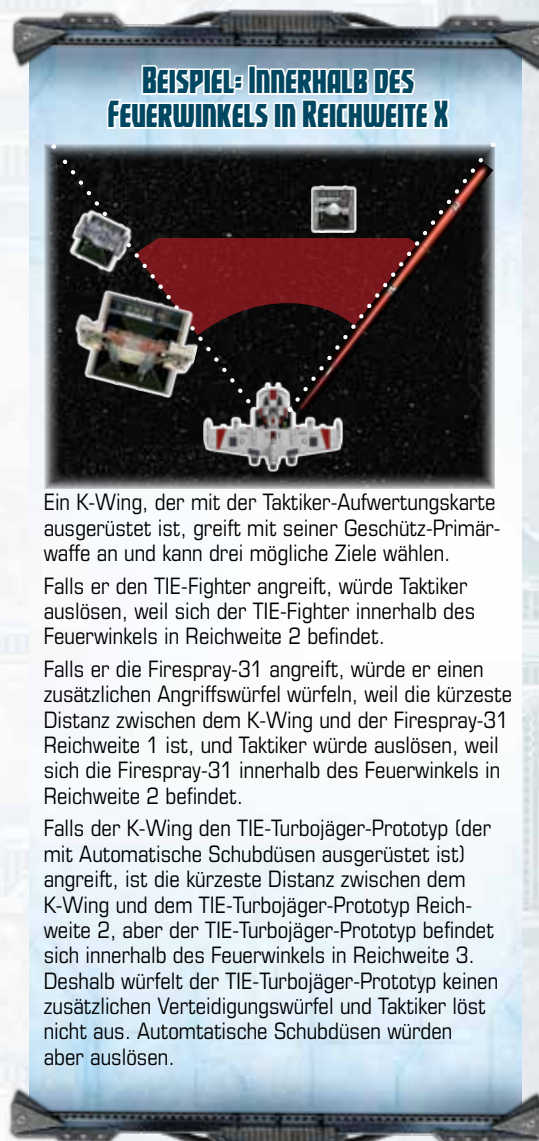 Beispiel: Innerhalb des
Feuerwinkels in Reichweite X
Ein K-Wing, der mit der Taktiker-Aufwertungskarte
ausgerüstet ist, greift mit seiner Geschütz-Primär-
waffe an und kann drei mögliche Ziele wählen.
Falls er den TIE-Fighter angreift, würde Taktiker
auslösen, weil sich der TIE-Fighter innerhalb des
Feuerwinkels in Reichweite 2 befindet.
Falls er die Firespray-31 angreift, würde er einen
zusätzlichen Angriffswürfel würfeln, weil die kürzeste
Distanz zwischen dem K-Wing und der Firespray-31
Reichweite 1 ist, und Taktiker würde auslösen, weil
sich die Firespray-31 innerhalb des Feuerwinkels in
Reichweite 2 befindet.
Falls der K-Wing den TIE-Turbojäger-Prototyp (der
mit Automatische Schubdüsen ausgerüstet ist)
angreift, ist die kürzeste Distanz zwischen dem
K-Wing und dem TIE-Turbojäger-Prototyp Reich-
weite 2, aber der TIE-Turbojäger-Prototyp befindet
sich innerhalb des Feuerwinkels in Reichweite 3.
Deshalb würfelt der TIE-Turbojäger-Prototyp keinen
zusätzlichen Verteidigungswürfel und Taktiker löst
nicht aus. Automtatische Schubdüsen würden
aber auslösen.